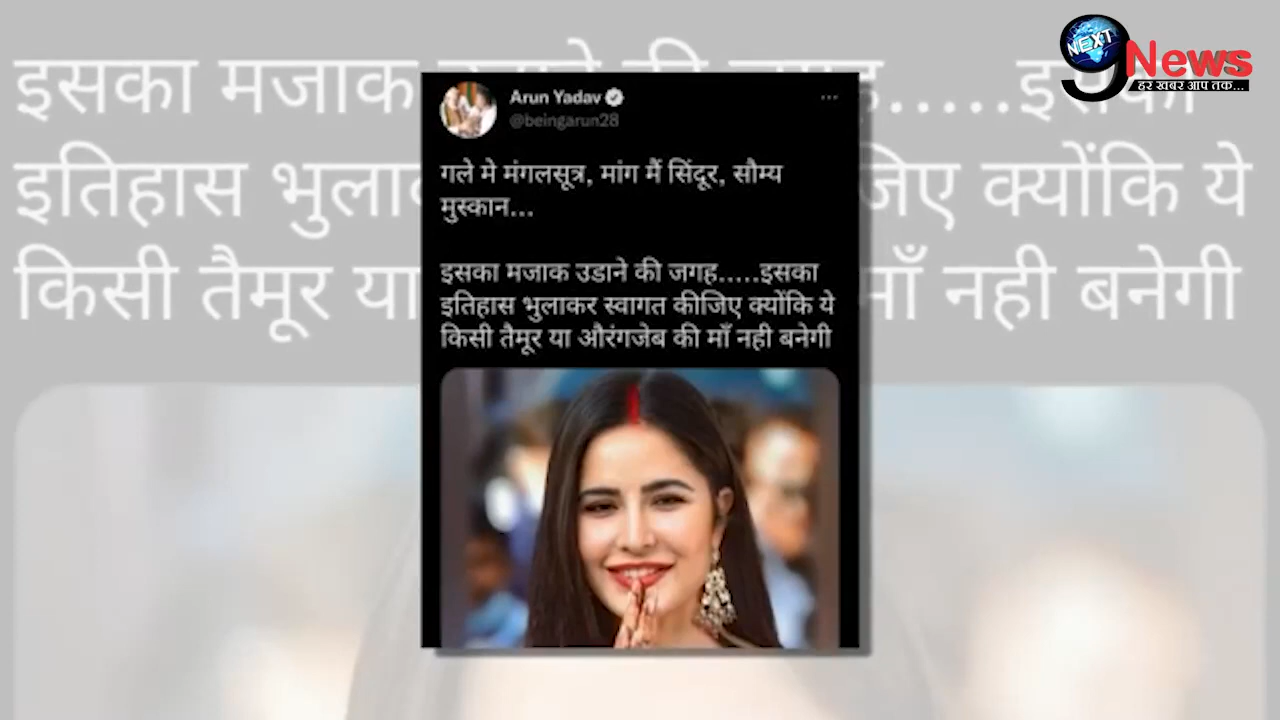 NEXT
9 News
हर खबर आप तक...
Arun Yadav
@beingarun28
गले मे मंगलसूत्र, मांग मैं सिंदूर, सौम्य
मुस्कान...
इसका मजाक उडाने की जगह.....इसका
इतिहास भुलाकर स्वागत कीजिए क्योंकि ये
किसी तैमूर या औरंगजेब की माँ नही बनेगी
इसका मजाक
.....इसका
इतिहास
क्योंकि ये
किसी तैमूर या
माँ नही बनेगी